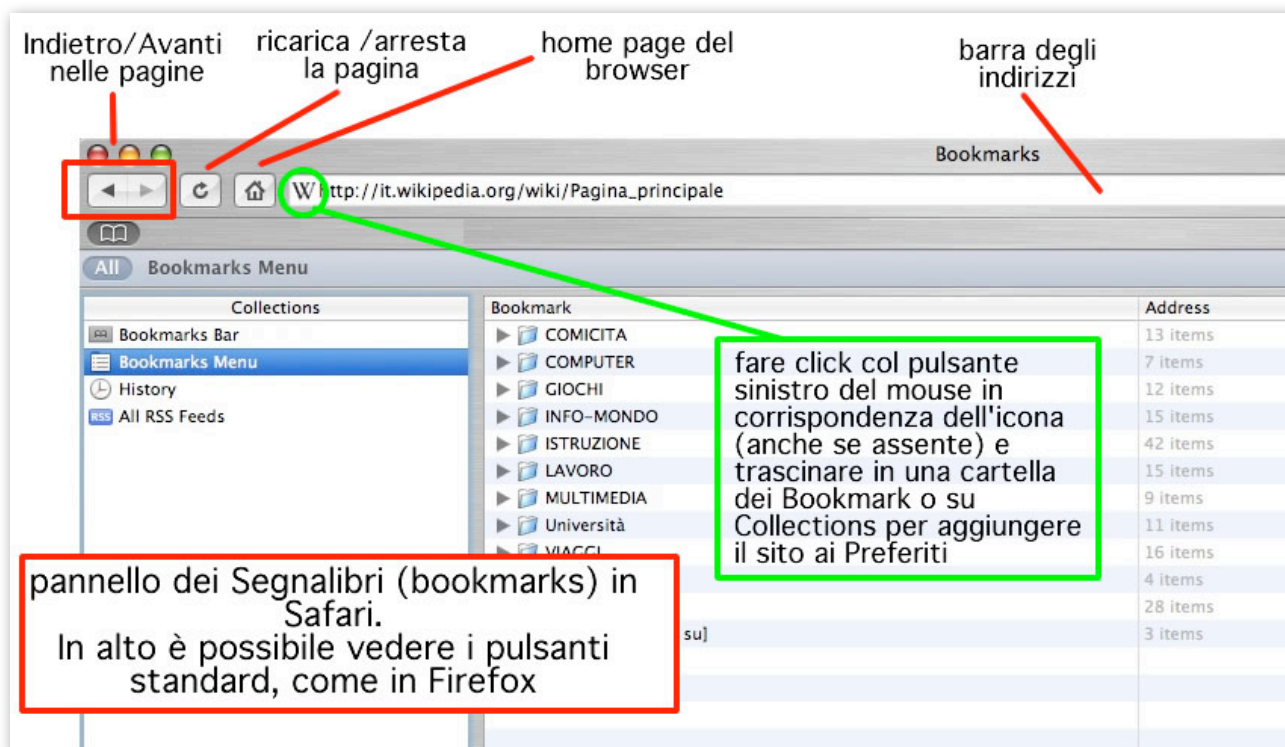 Indietro/Avanti
nelle pagine
ricarica /arresta
la pagina
home page del
browser
barra degli
indirizzi
Bookmarks
W http://it.wikipedia.org/wiki/Pagina_principale
All Bookmarks Menu
Collections
Bookmarks Bar
Bookmarks Menu
History
RSS All RSS Feeds
Bookmark Address
COMICITA 13 items
COMPUTER 7 items
GIOCHI 12 items
INFO-MONDO 15 items
ISTRUZIONE 42 items
LAVORO 15 items
MULTIMEDIA 9 items
Università 11 items
VIAGGI 16 items
4 items
28 items
su] 3 items
fare click col pulsante
sinistro del mouse in
corrispondenza dell'icona
(anche se assente) e
trascinare in una cartella
dei Bookmark o su
Collections per aggiungere
il sito ai Preferiti
pannello dei Segnalibri (bookmarks) in
Safari.
In alto è possibile vedere i pulsanti
standard, come in Firefox